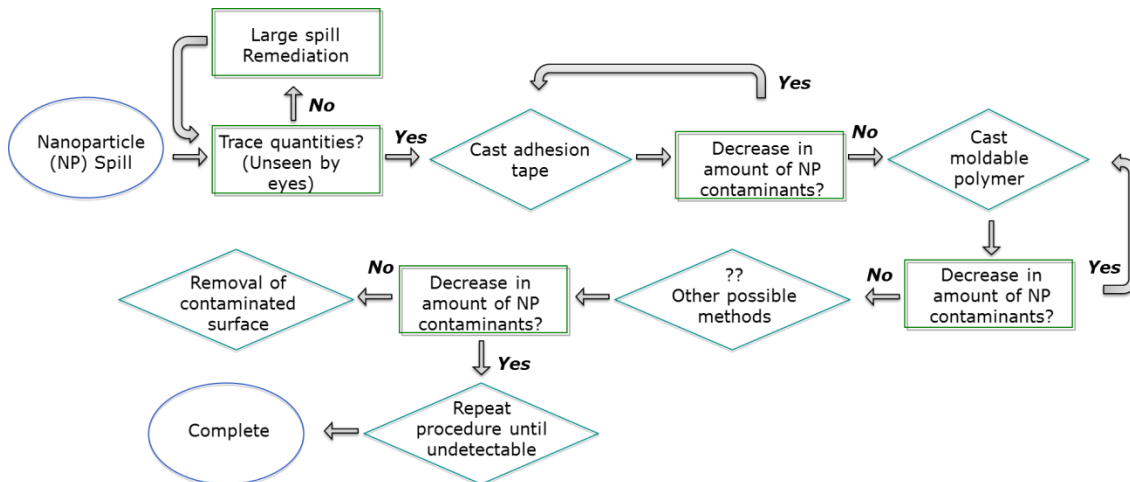 Large spill
Remediation
No
Yes
Nanoparticle
(NP) Spill
Trace quantities?
(Unseen by
eyes)
Yes
Cast adhesion
tape
Decrease in
amount of NP
contaminants?
No
Cast
moldable
polymer
Yes
Decrease in
amount of NP
contaminants?
No
??
Other possible
methods
Decrease in
amount of NP
contaminants?
No
Removal of
contaminated
surface
Yes
Repeat
procedure until
undetectable
Complete